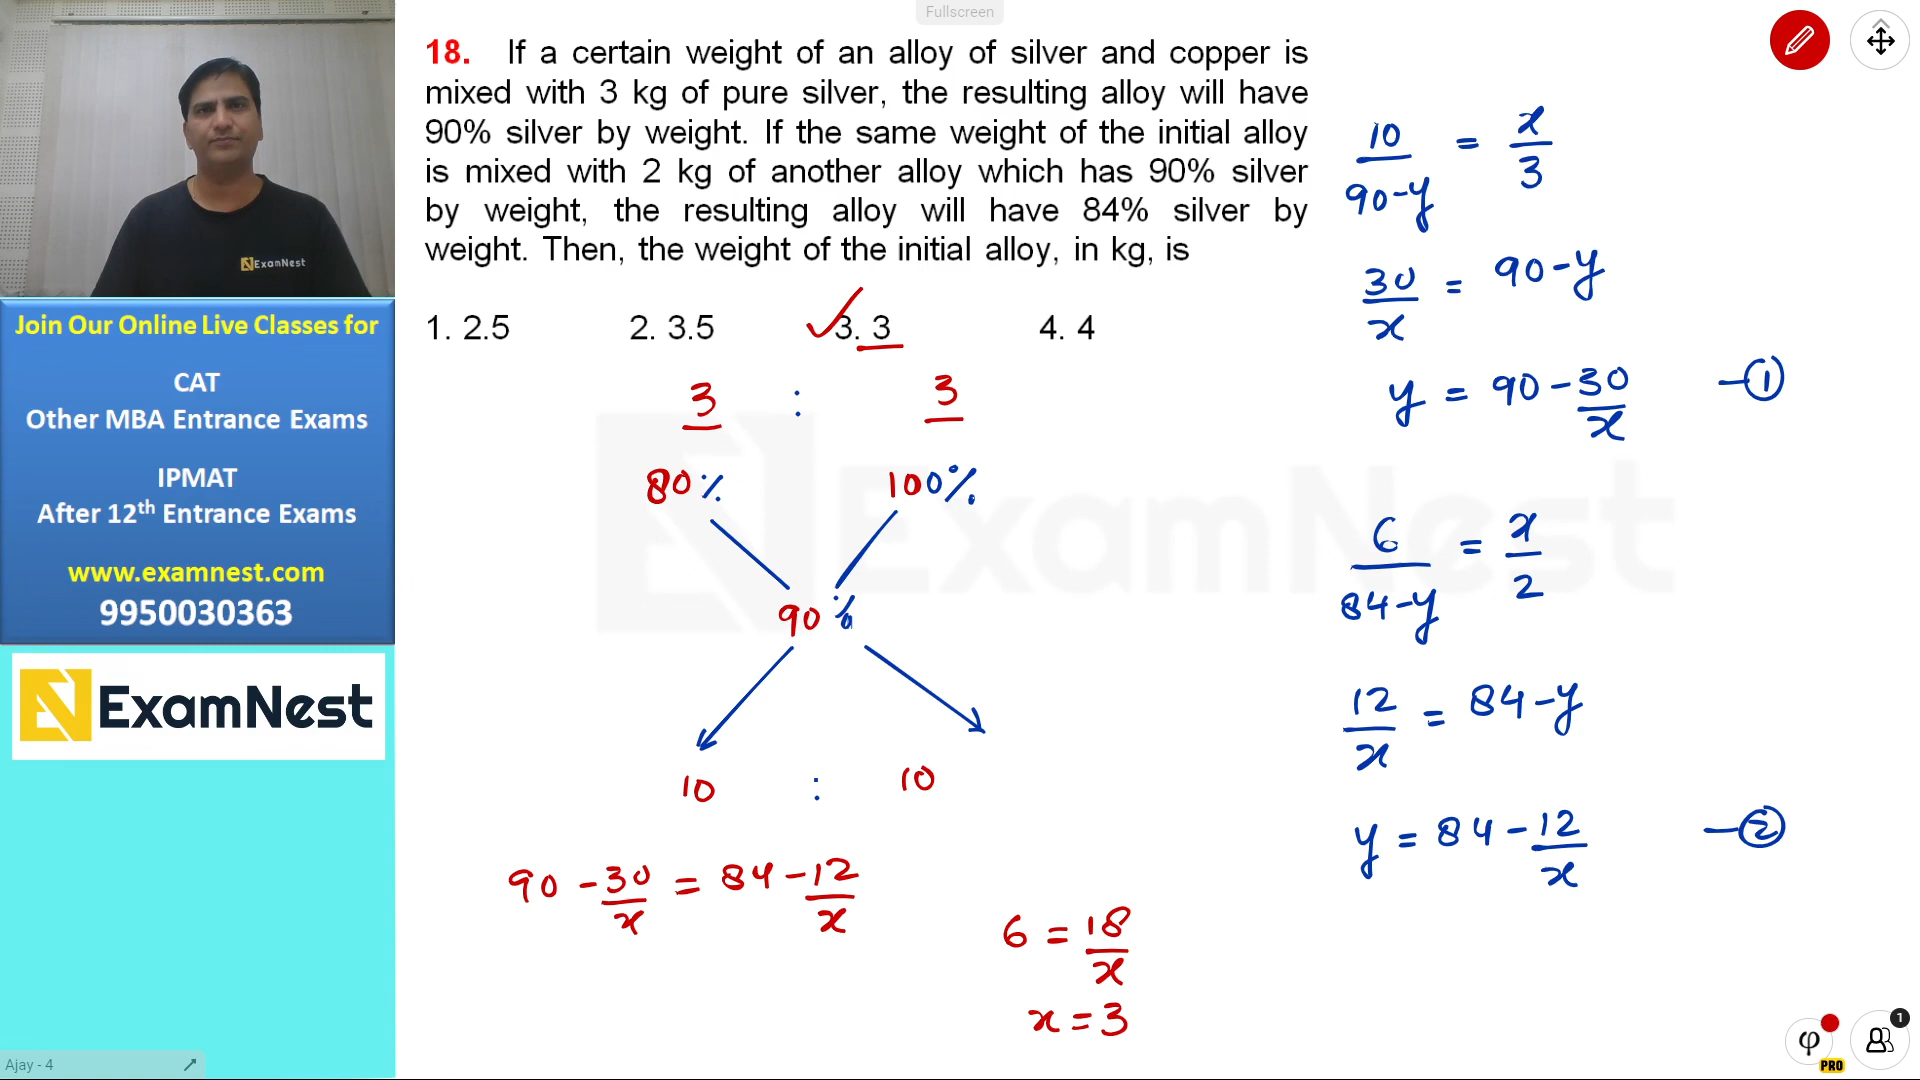 Fullscreen
18. If a certain weight of an alloy of silver and copper is
mixed with 3 kg of pure silver, the resulting alloy will have
90% silver by weight. If the same weight of the initial alloy
is mixed with 2 kg of another alloy which has 90% silver
by weight, the resulting alloy will have 84% silver by
weight. Then, the weight of the initial alloy, in kg, is
1. 2.5 2. 3.5 3. 3 4. 4
3 : 3
80% 100%
90%
10 : 10
90 - 30/x = 84 - 12/x
6 = 18/x
x = 3
10/90-y = x/3
30/x = 90-y
y = 90 - 30/x —①
6/84-y = x/2
12/x = 84-y
y = 84 - 12/x —②
ExamNest
ExamNest
Join Our Online Live Classes for
CAT
Other MBA Entrance Exams
IPMAT
After 12th Entrance Exams
www.examnest.com
9950030363
ExamNest
Ajay - 4
φ
PRO
1